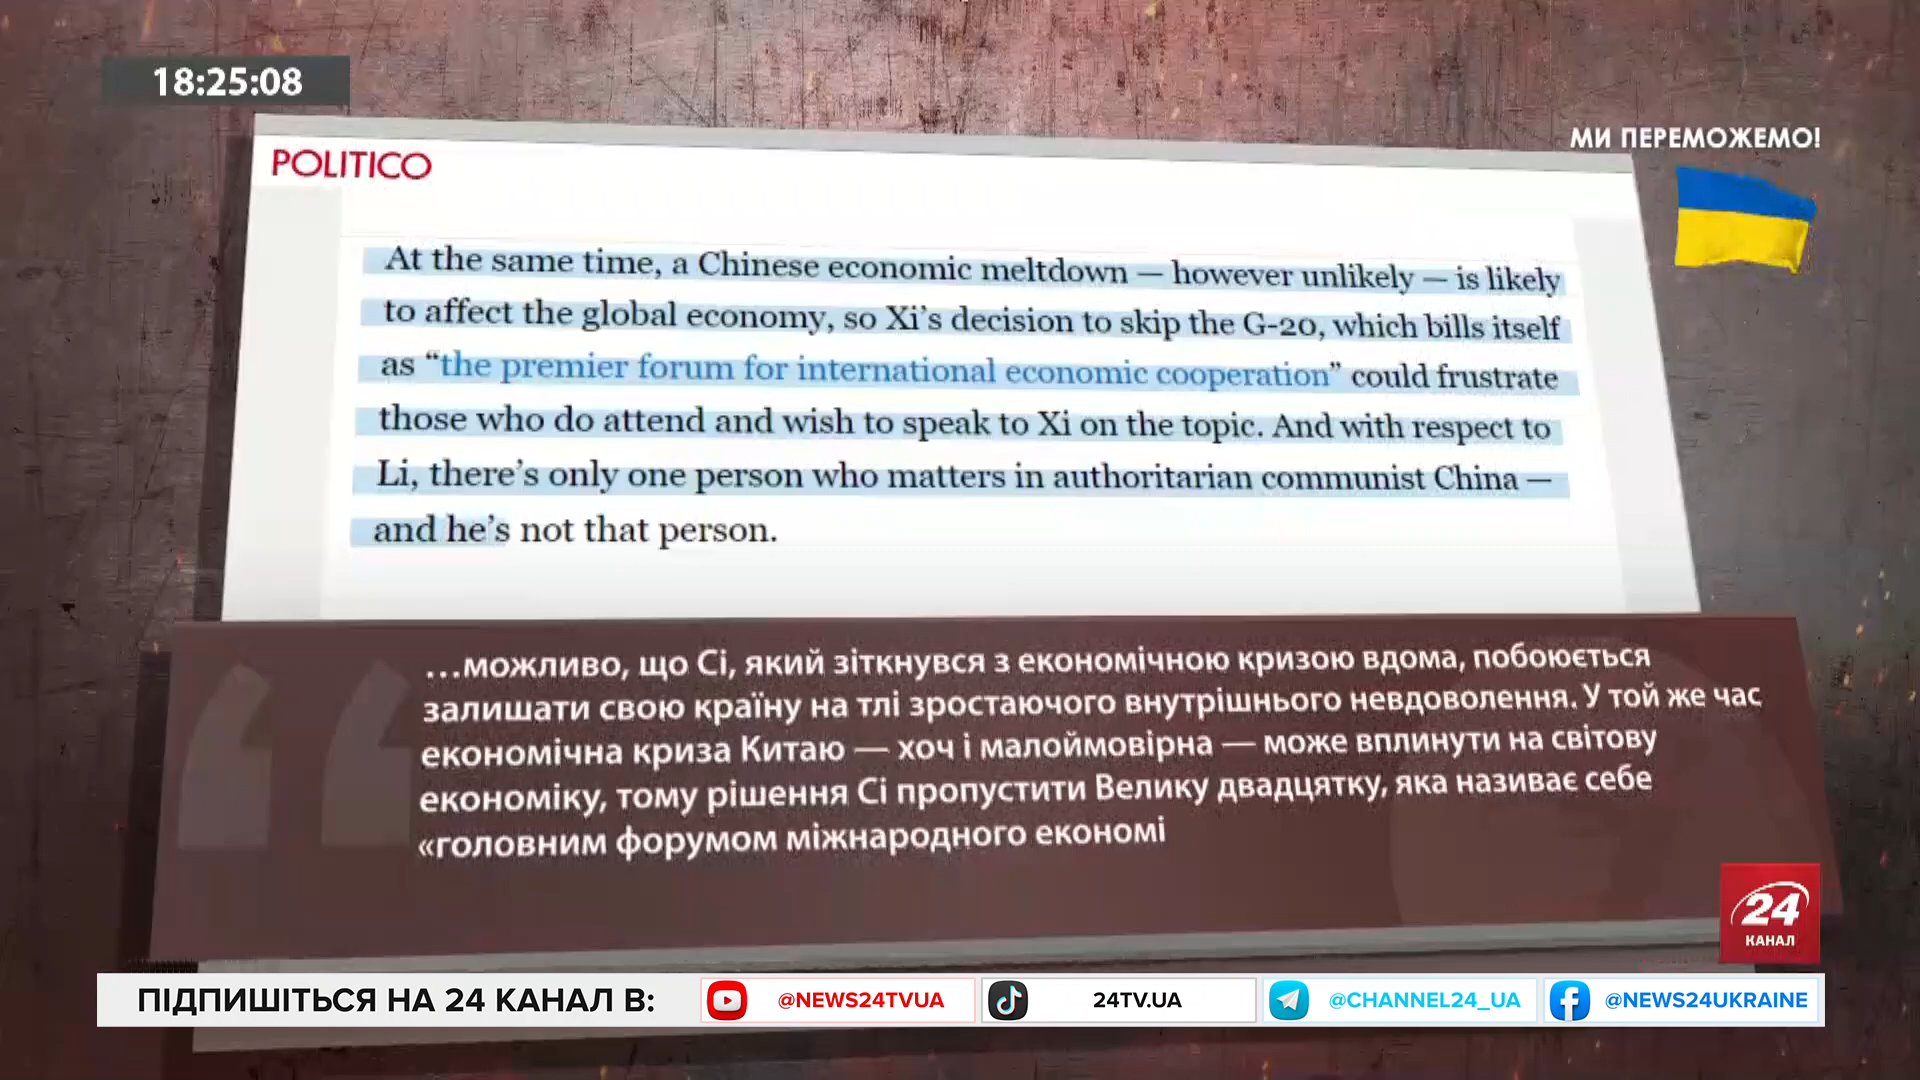 18:25:08
МИ ПЕРЕМОЖЕМО!
POLITICO
At the same time, a Chinese economic meltdown — however unlikely — is likely
to affect the global economy, so Xi’s decision to skip the G-20, which bills itself
as “the premier forum for international economic cooperation” could frustrate
those who do attend and wish to speak to Xi on the topic. And with respect to
Li, there’s only one person who matters in authoritarian communist China —
and he’s not that person.
…можливо, що Сі, який зіткнувся з економічною кризою вдома, побоюється
залишати свою країну на тлі зростаючого внутрішнього невдоволення. У той же час
економічна криза Китаю — хоч і малоймовірна — може вплинути на світову
економіку, тому рішення Сі пропустити Велику двадцятку, яка називає себе
«головним форумом міжнародного економі
24
КАНАЛ
ПІДПИШІТЬСЯ НА 24 КАНАЛ В:
@NEWS24TVUA
24TV.UA
@CHANNEL24_UA
@NEWS24UKRAINE